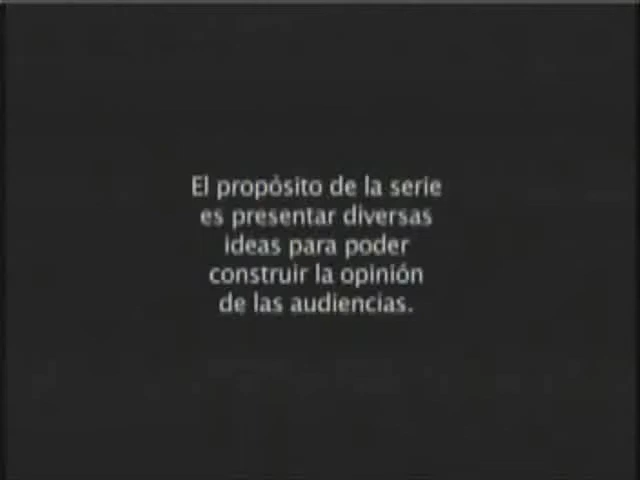 El propósito de la serie
es presentar diversas
ideas para poder
construir la opinión
de las audiencias.